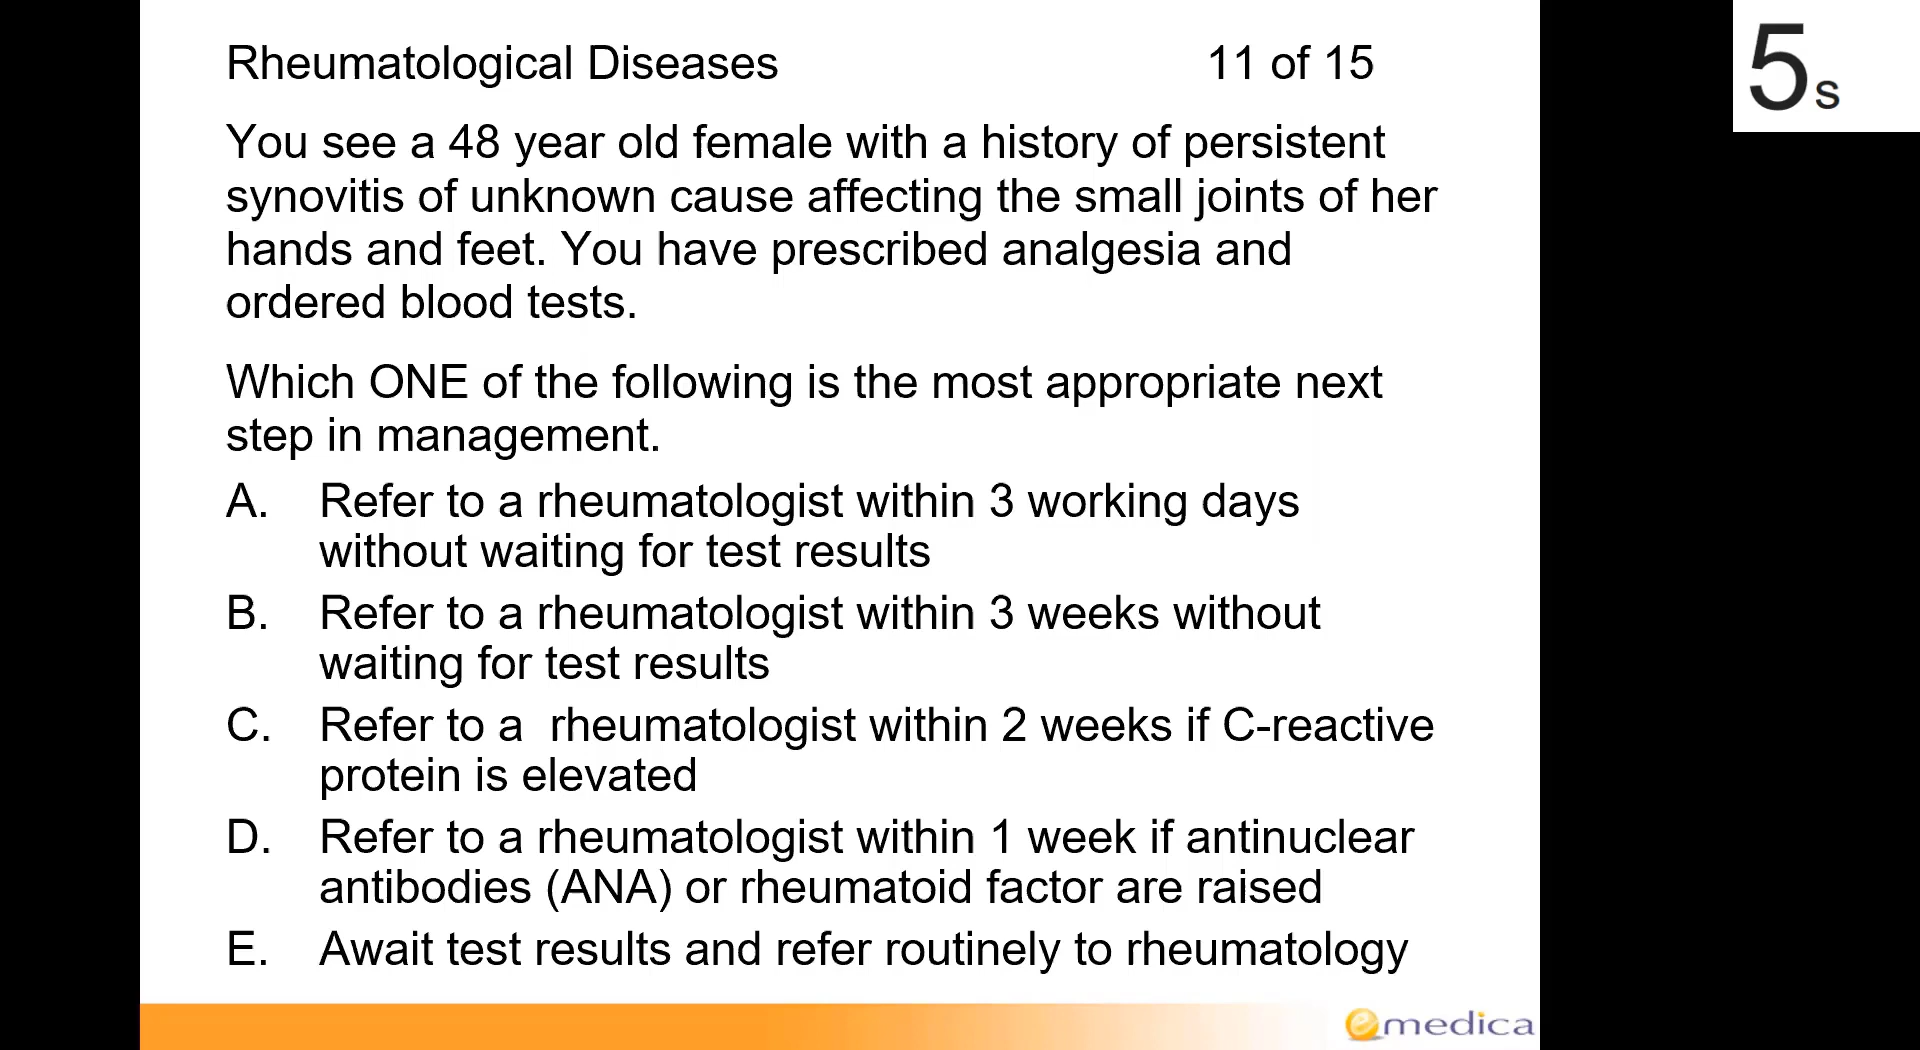 Rheumatological Diseases 11 of 15
5s
You see a 48 year old female with a history of persistent
synovitis of unknown cause affecting the small joints of her
hands and feet. You have prescribed analgesia and
ordered blood tests.
Which ONE of the following is the most appropriate next
step in management.
A. Refer to a rheumatologist within 3 working days
without waiting for test results
B. Refer to a rheumatologist within 3 weeks without
waiting for test results
C. Refer to a  rheumatologist within 2 weeks if C-reactive
protein is elevated
D. Refer to a rheumatologist within 1 week if antinuclear
antibodies (ANA) or rheumatoid factor are raised
E. Await test results and refer routinely to rheumatology
emedica